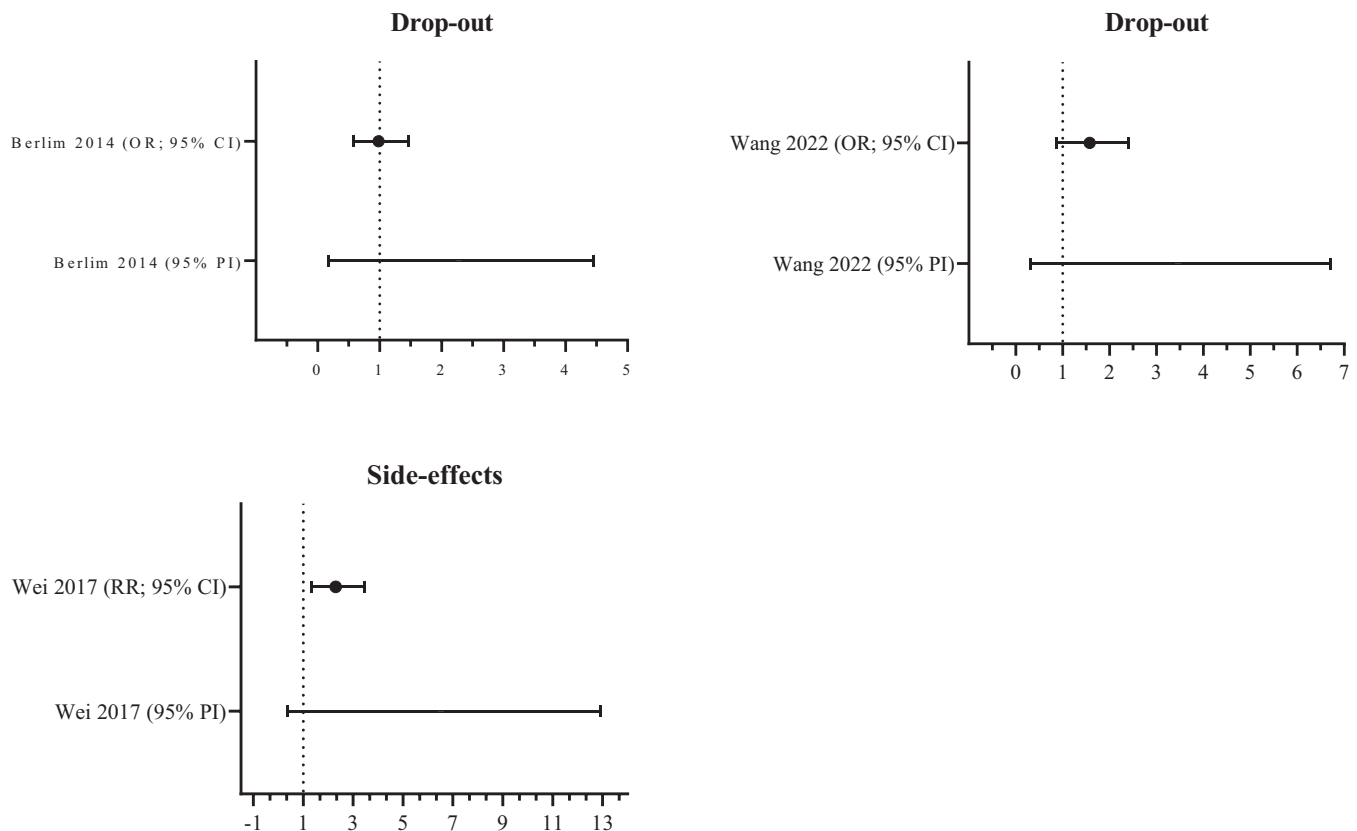 Drop-out
Berlim 2014 (OR; 95% CI)
Berlim 2014 (95% PI)
0 1 2 3 4 5
Drop-out
Wang 2022 (OR; 95% CI)
Wang 2022 (95% PI)
0 1 2 3 4 5 6 7
Side-effects
Wei 2017 (RR; 95% CI)
Wei 2017 (95% PI)
-1 1 3 5 7 9 11 13